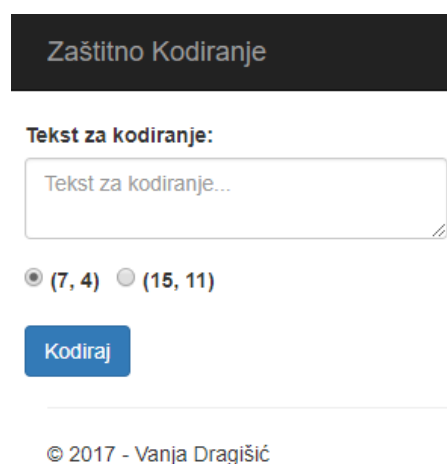 Zaštitno Kodiranje
Tekst za kodiranje:
Tekst za kodiranje...
(7, 4) (15, 11)
Kodiraj
© 2017 - Vanja Dragišić